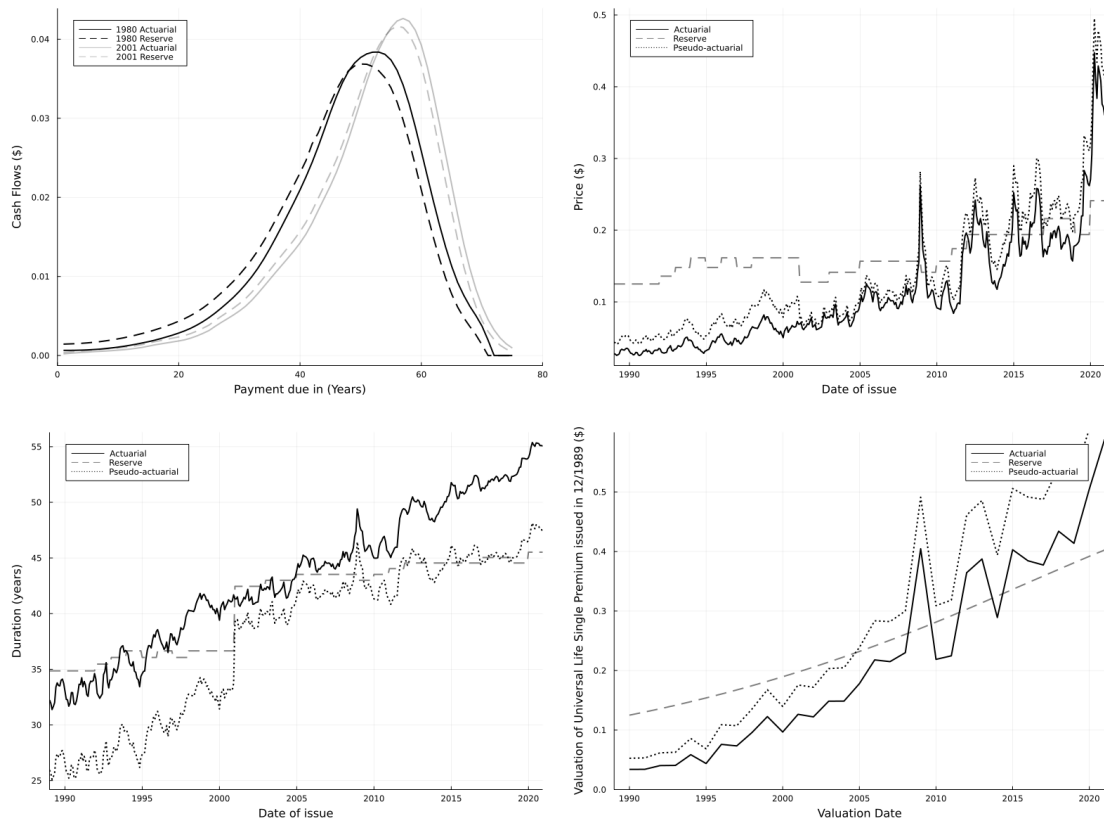 1980 Actuarial
1980 Reserve
2001 Actuarial
2001 Reserve
0.04
0.03
0.02
0.01
0.00
Cash Flows ($)
0 20 40 60 80
Payment due in (Years)
Actuarial
Reserve
Pseudo-actuarial
0.5
0.4
0.3
0.2
0.1
Price ($)
1990 1995 2000 2005 2010 2015 2020
Date of issue
Actuarial
Reserve
Pseudo-actuarial
55
50
45
40
35
30
25
Duration (years)
1990 1995 2000 2005 2010 2015 2020
Date of issue
Actuarial
Reserve
Pseudo-actuarial
0.5
0.4
0.3
0.2
0.1
0.0
Valuation of Universal Life Single Premium issued in 12/1989 ($)
1990 1995 2000 2005 2010 2015 2020
Valuation Date